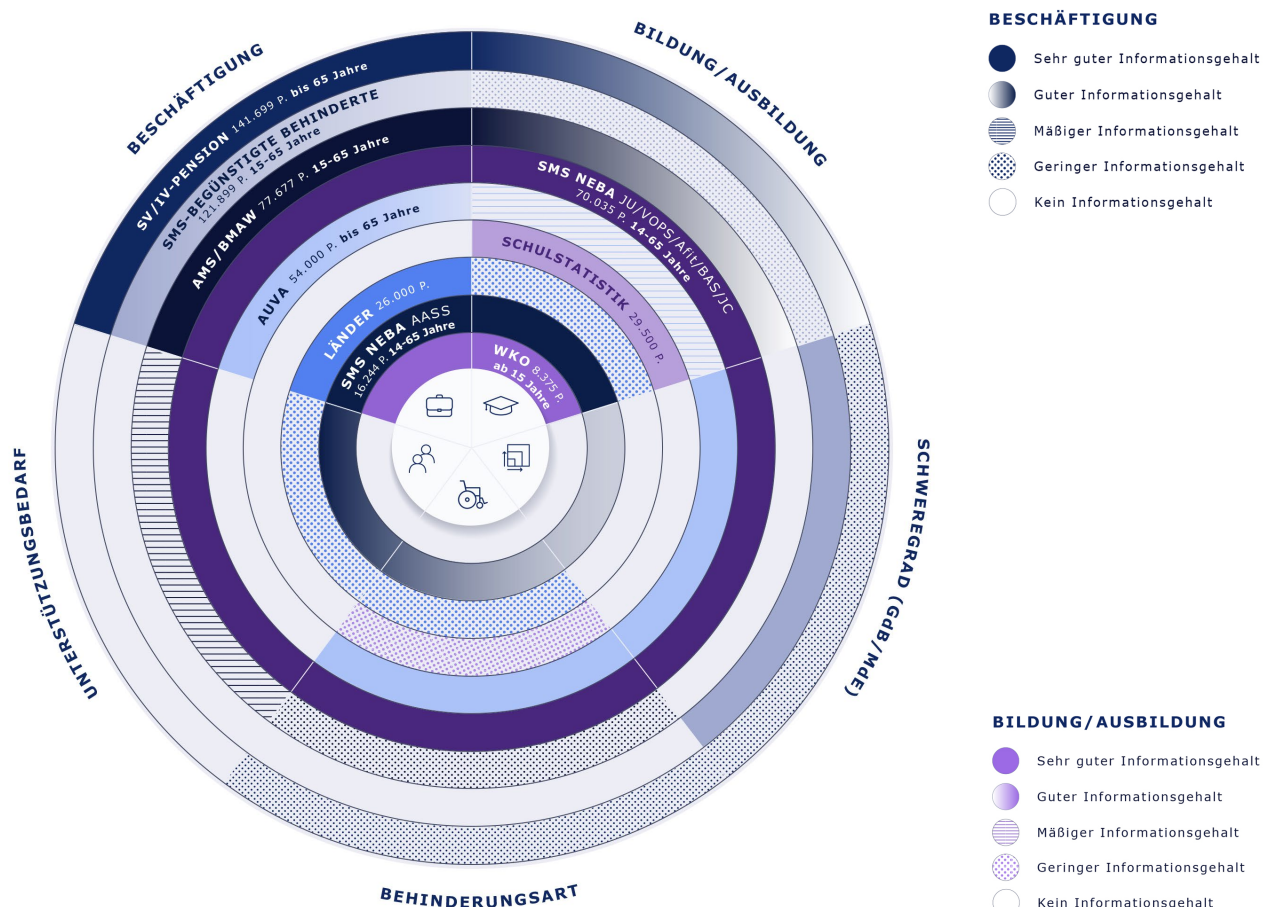 BESCHÄFTIGUNG
BILDUNG/AUSBILDUNG
SCHWEREGRAD (GdB/MdE)
BEHINDERUNGSART
UNTERSTÜTZUNGSBEDARF
SV/IV-PENSION 141.699 P. bis 65 Jahre
SMS-BEGÜNSTIGTE BEHINDERTE
121.899 P. 15-65 Jahre
AMS/BMAW 77.677 P. 15-65 Jahre
SMS NEBA JU/VOPS/Afit/BAS/JC
70.035 P. 14-65 Jahre
AUVA 54.000 P. bis 65 Jahre
SCHULSTATISTIK 29.500 P.
LÄNDER 26.000 P.
SMS NEBA AASS
16.244 P. 14-65 Jahre
WKO 8.375 P.
ab 15 Jahre
BESCHÄFTIGUNG
Sehr guter Informationsgehalt
Guter Informationsgehalt
Mäßiger Informationsgehalt
Geringer Informationsgehalt
Kein Informationsgehalt
BILDUNG/AUSBILDUNG
Sehr guter Informationsgehalt
Guter Informationsgehalt
Mäßiger Informationsgehalt
Geringer Informationsgehalt
Kein Informationsgehalt